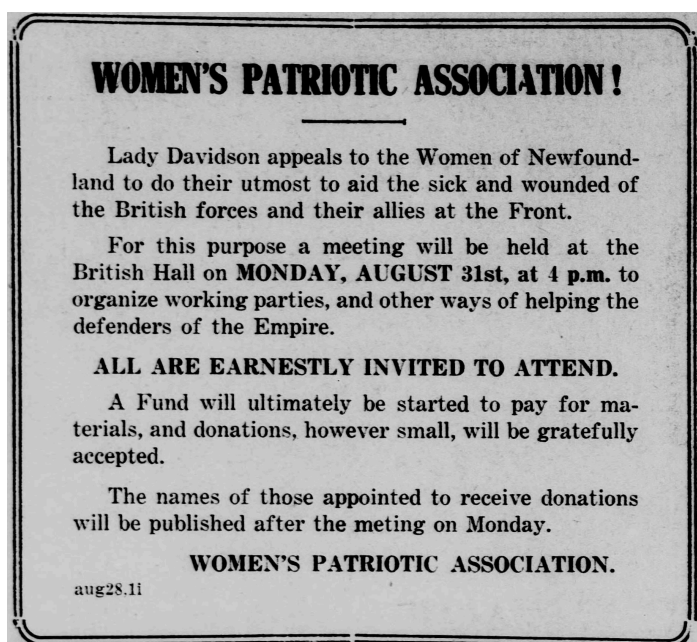 WOMEN'S PATRIOTIC ASSOCIATION!
Lady Davidson appeals to the Women of Newfound-
land to do their utmost to aid the sick and wounded of
the British forces and their allies at the Front.
For this purpose a meeting will be held at the
British Hall on MONDAY, AUGUST 31st, at 4 p.m. to
organize working parties, and other ways of helping the
defenders of the Empire.
ALL ARE EARNESTLY INVITED TO ATTEND.
A Fund will ultimately be started to pay for ma-
terials, and donations, however small, will be gratefully
accepted.
The names of those appointed to receive donations
will be published after the meting on Monday.
WOMEN'S PATRIOTIC ASSOCIATION.
aug28,1i